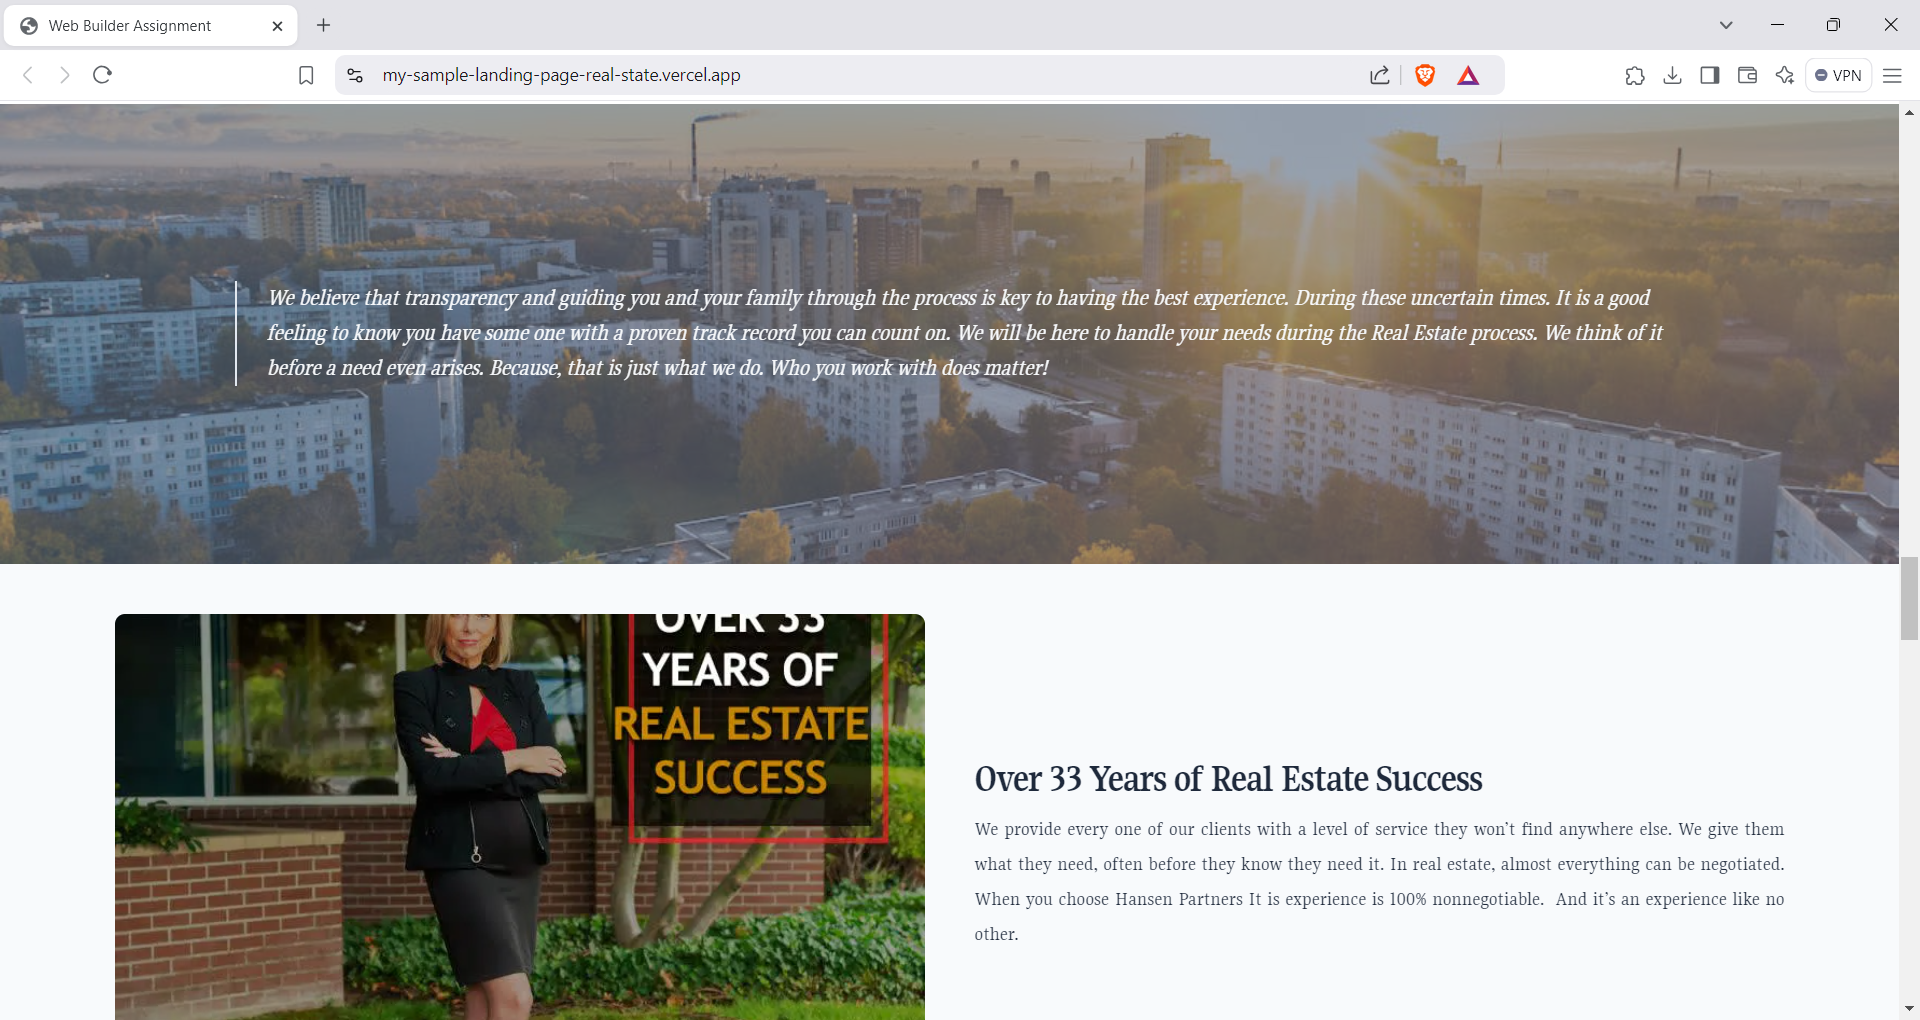 Web Builder Assignment
my-sample-landing-page-real-state.vercel.app
VPN
We believe that transparency and guiding you and your family through the process is key to having the best experience. During these uncertain times. It is a good
feeling to know you have some one with a proven track record you can count on. We will be here to handle your needs during the Real Estate process. We think of it
before a need even arises. Because, that is just what we do. Who you work with does matter!
OVER 33
YEARS OF
REAL ESTATE
SUCCESS
Over 33 Years of Real Estate Success
We provide every one of our clients with a level of service they won’t find anywhere else. We give them
what they need, often before they know they need it. In real estate, almost everything can be negotiated.
When you choose Hansen Partners It is experience is 100% nonnegotiable.  And it’s an experience like no
other.